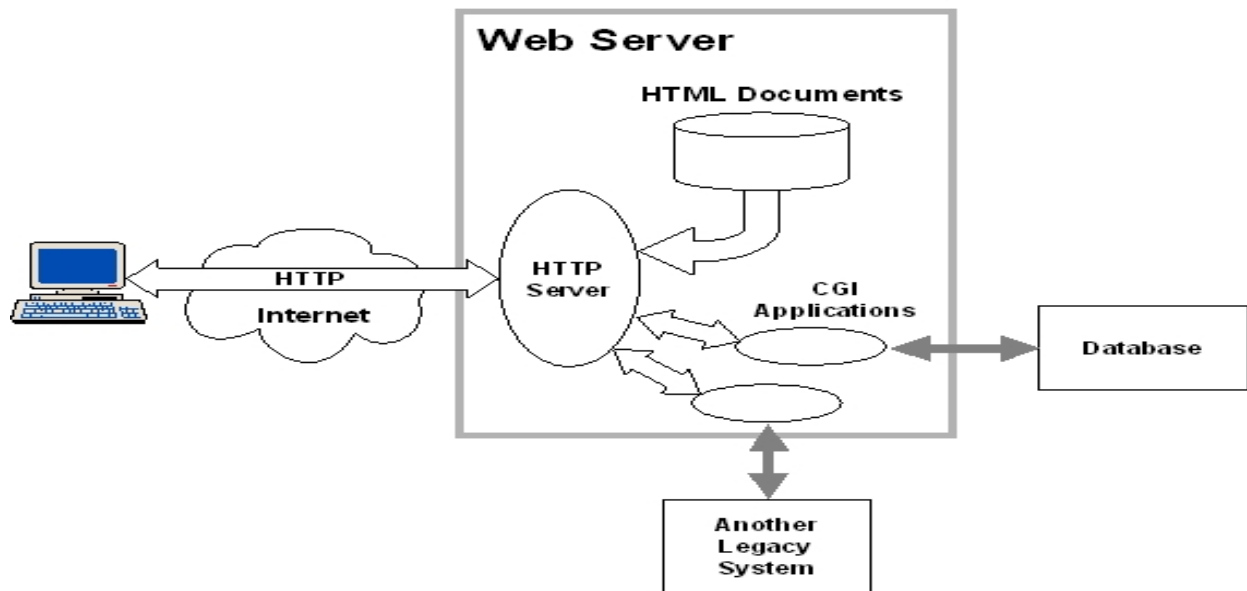 Web Server
HTML Documents
HTTP
Internet
HTTP
Server
CGI
Applications
Database
Another
Legacy
System